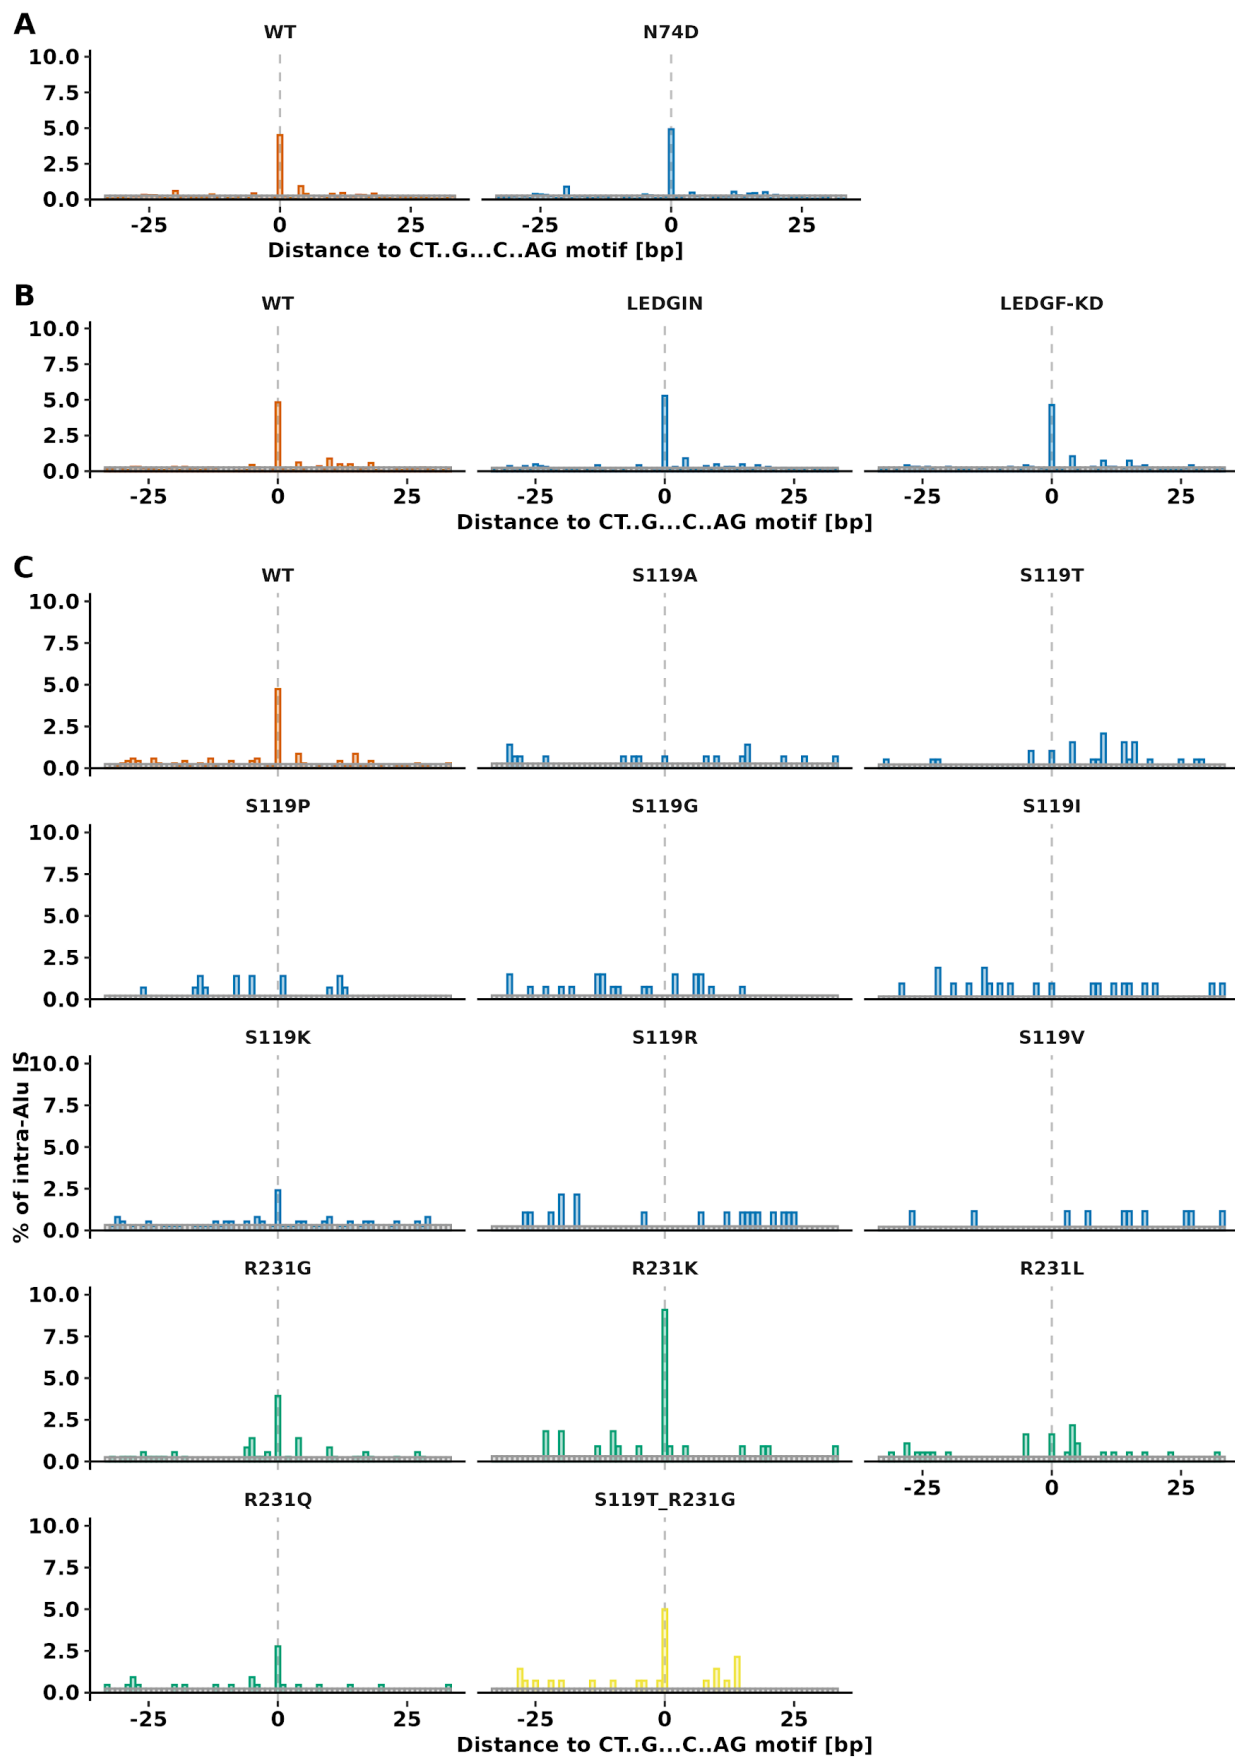 A
WT N74D
10.0
7.5
5.0
2.5
0.0
-25 0 25 -25 0 25
Distance to CT..G...C..AG motif [bp]
B
WT LEDGIN LEDGF-KD
10.0
7.5
5.0
2.5
0.0
-25 0 25 -25 0 25 -25 0 25
Distance to CT..G...C..AG motif [bp]
C
WT S119A S119T
10.0
7.5
5.0
2.5
0.0
S119P S119G S119I
10.0
7.5
5.0
2.5
0.0
S119K S119R S119V
% of intra-Alu IS
10.0
7.5
5.0
2.5
0.0
R231G R231K R231L
10.0
7.5
5.0
2.5
0.0
-25 0 25
R231Q S119T_R231G
10.0
7.5
5.0
2.5
0.0
-25 0 25 -25 0 25
Distance to CT..G...C..AG motif [bp]